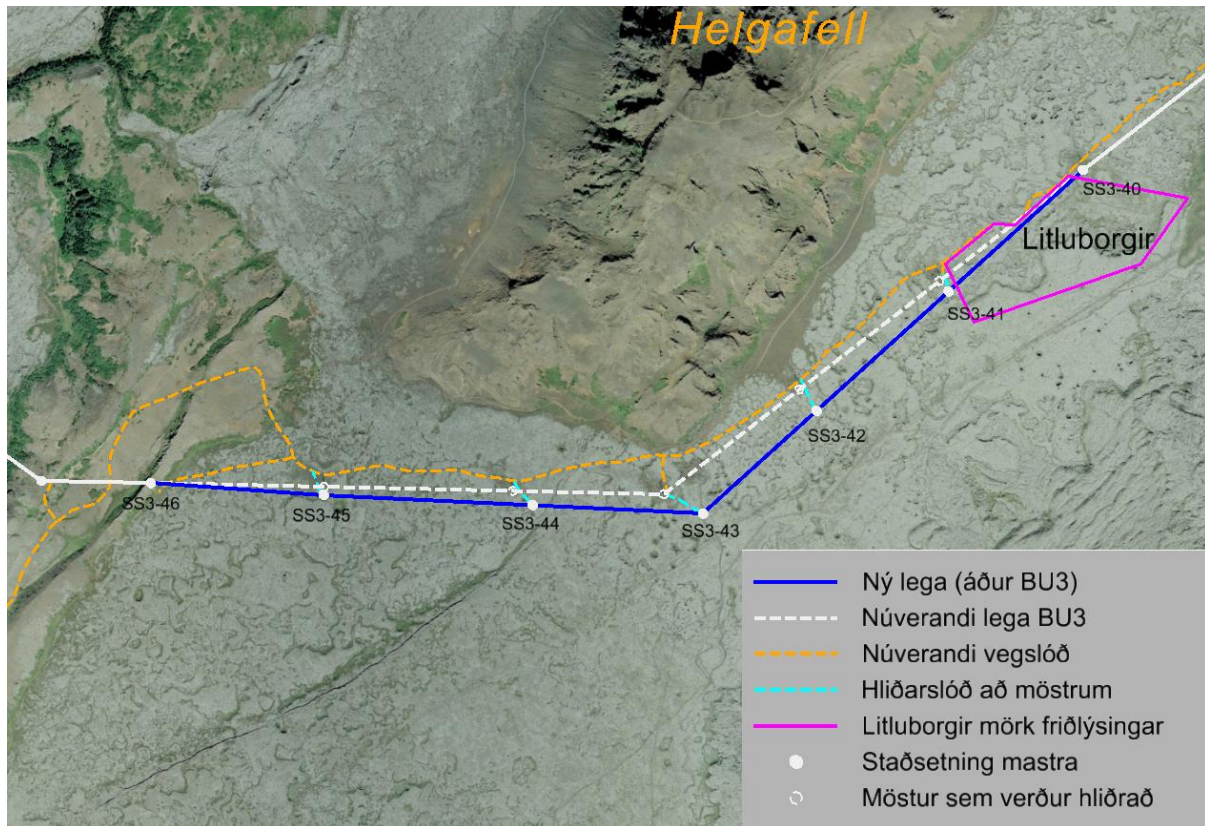 Helgafell
SS3-40
Litluborgir
SS3-41
SS3-42
SS3-46
SS3-45
SS3-44
SS3-43
Ný lega (áður BU3)
Núverandi lega BU3
Núverandi vegslóð
Hliðarslóð að möstrum
Litluborgir mörk friðlýsingar
Staðsetning mastra
Möstur sem verður hliðrað